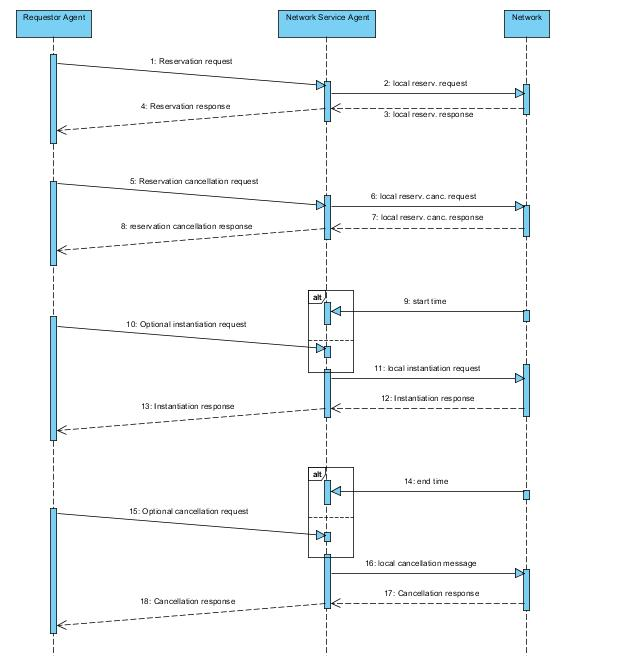 Requestor Agent
Network Service Agent
Network
1: Reservation request
2: local reserv. request
4: Reservation response
3: local reserv. response
5: Reservation cancellation request
6: local reserv. canc. request
7: local reserv. canc. response
8: reservation cancellation response
alt
9: start time
10: Optional instantiation request
11: local instantiation request
12: Instantiation response
13: Instantiation response
alt
14: end time
15: Optional cancellation request
16: local cancellation message
17: Cancellation response
18: Cancellation response